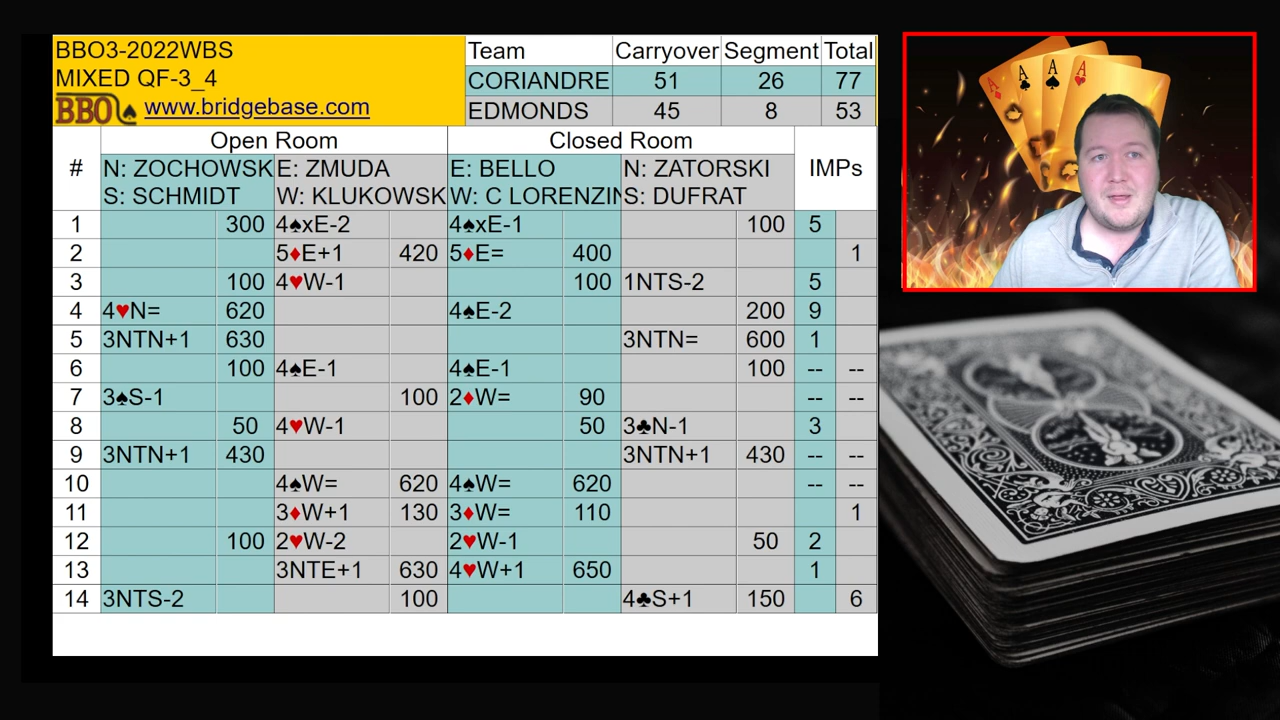 BBO3-2022WBS
MIXED QF-3_4
BBO♠ www.bridgebase.com
Team Carryover Segment Total
CORIANDRE 51 26 77
EDMONDS 45 8 53
Open Room Closed Room
# N: ZOCHOWSK E: ZMUDA E: BELLO N: ZATORSKI IMPs
S: SCHMIDT W: KLUKOWSK W: C LORENZIN S: DUFRAT
1 300 4♠xE-2 4♠xE-1 100 5
2 5♦E+1 420 5♦E= 400 1
3 100 4♥W-1 100 1NTS-2 5
4 4♥N= 620 4♠E-2 200 9
5 3NTN+1 630 3NTN= 600 1
6 100 4♠E-1 4♠E-1 100 -- --
7 3♠S-1 100 2♦W= 90 -- --
8 50 4♥W-1 50 3♣N-1 3
9 3NTN+1 430 3NTN+1 430 -- --
10 4♠W= 620 4♠W= 620 -- --
11 3♦W+1 130 3♦W= 110 1
12 100 2♥W-2 2♥W-1 50 2
13 3NTE+1 630 4♥W+1 650 1
14 3NTS-2 100 4♣S+1 150 6